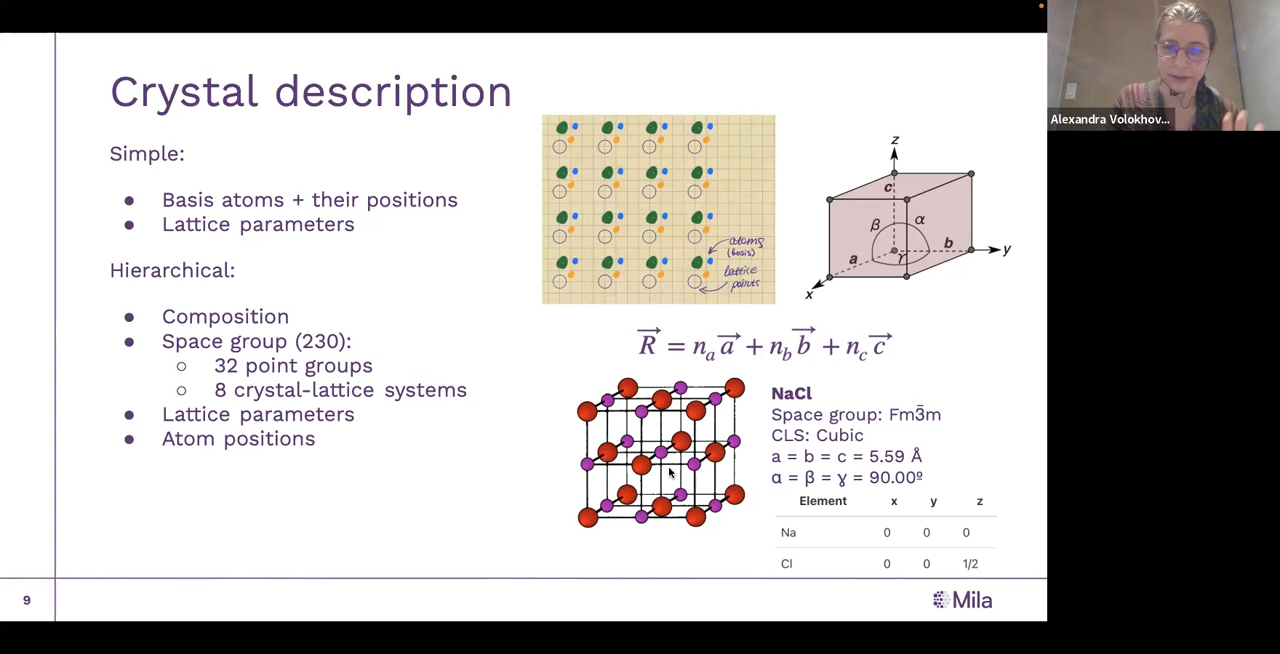 Crystal description
Simple:
● Basis atoms + their positions
● Lattice parameters
Hierarchical:
● Composition
● Space group (230):
○ 32 point groups
○ 8 crystal-lattice systems
● Lattice parameters
● Atom positions
atoms
(basis)
lattice
points
z
c
β
α
a
γ
b
y
x
R⃗ = nₐa⃗ + n_b b⃗ + n_c c⃗
NaCl
Space group: Fm3̄m
CLS: Cubic
a = b = c = 5.59 Å
α = β = ɣ = 90.00º
Element x y z
Na 0 0 0
Cl 0 0 1/2
9
Mila
Alexandra Volokhov...